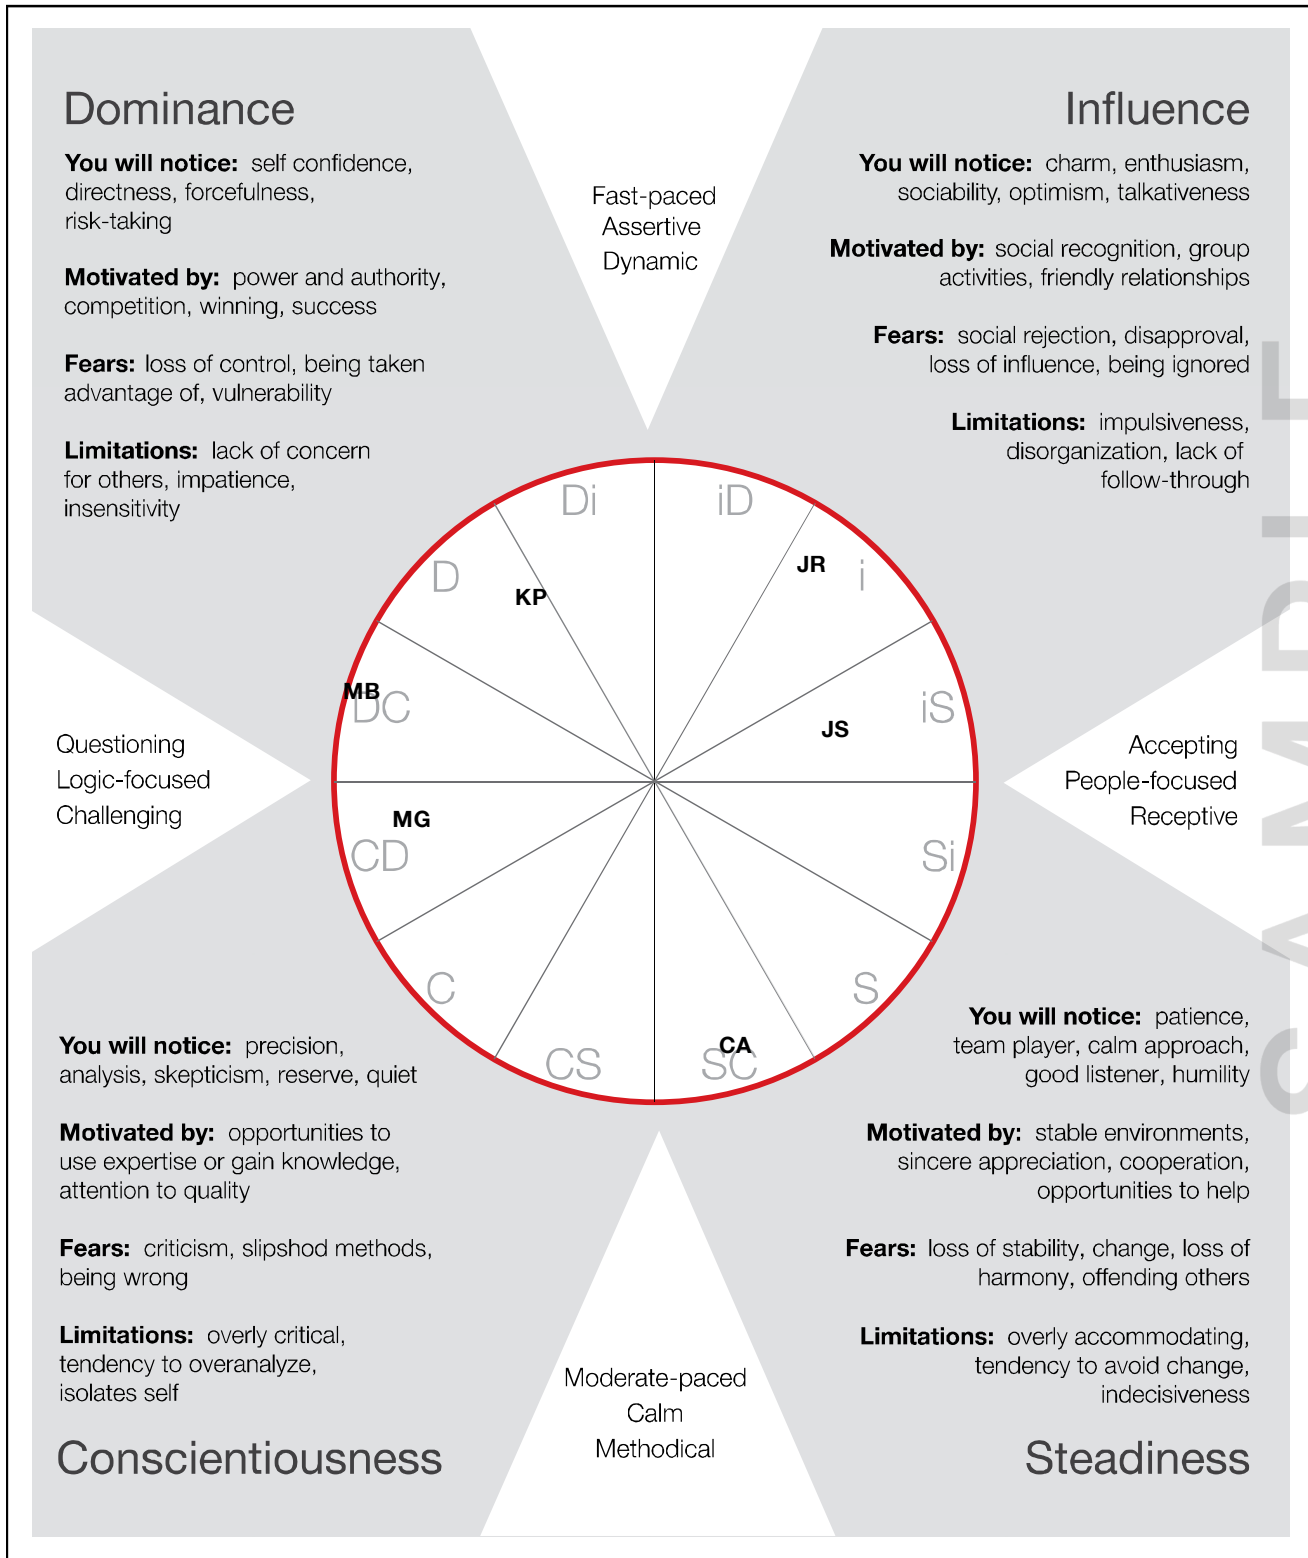 Dominance
You will notice: self confidence,
directness, forcefulness,
risk-taking
Motivated by: power and authority,
competition, winning, success
Fears: loss of control, being taken
advantage of, vulnerability
Limitations: lack of concern
for others, impatience,
insensitivity
Fast-paced
Assertive
Dynamic
Influence
You will notice: charm, enthusiasm,
sociability, optimism, talkativeness
Motivated by: social recognition, group
activities, friendly relationships
Fears: social rejection, disapproval,
loss of influence, being ignored
Limitations: impulsiveness,
disorganization, lack of
follow-through
Di
iD
D
KP
JR
i
MB
DC
JS
iS
MG
CD
Si
C
S
CS
CA
SC
Questioning
Logic-focused
Challenging
Accepting
People-focused
Receptive
You will notice: precision,
analysis, skepticism, reserve, quiet
Motivated by: opportunities to
use expertise or gain knowledge,
attention to quality
Fears: criticism, slipshod methods,
being wrong
Limitations: overly critical,
tendency to overanalyze,
isolates self
Conscientiousness
Moderate-paced
Calm
Methodical
You will notice: patience,
team player, calm approach,
good listener, humility
Motivated by: stable environments,
sincere appreciation, cooperation,
opportunities to help
Fears: loss of stability, change, loss of
harmony, offending others
Limitations: overly accommodating,
tendency to avoid change,
indecisiveness
Steadiness
SAMPLE